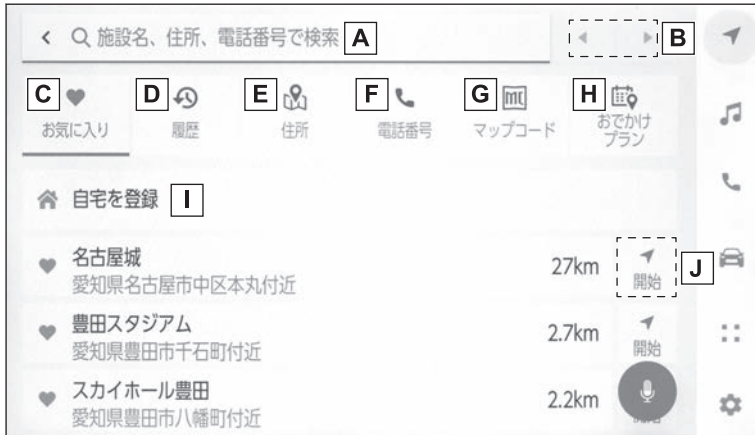 施設名、住所、電話番号で検索 A
B
C D E F G MC H
お気に入り 履歴 住所 電話番号 マップコード おでかけ
プラン
自宅を登録 I
名古屋城
愛知県名古屋市中区本丸付近
27km
開始
J
豊田スタジアム
愛知県豊田市千石町付近
2.7km
開始
スカイホール豊田
愛知県豊田市八幡町付近
2.2km